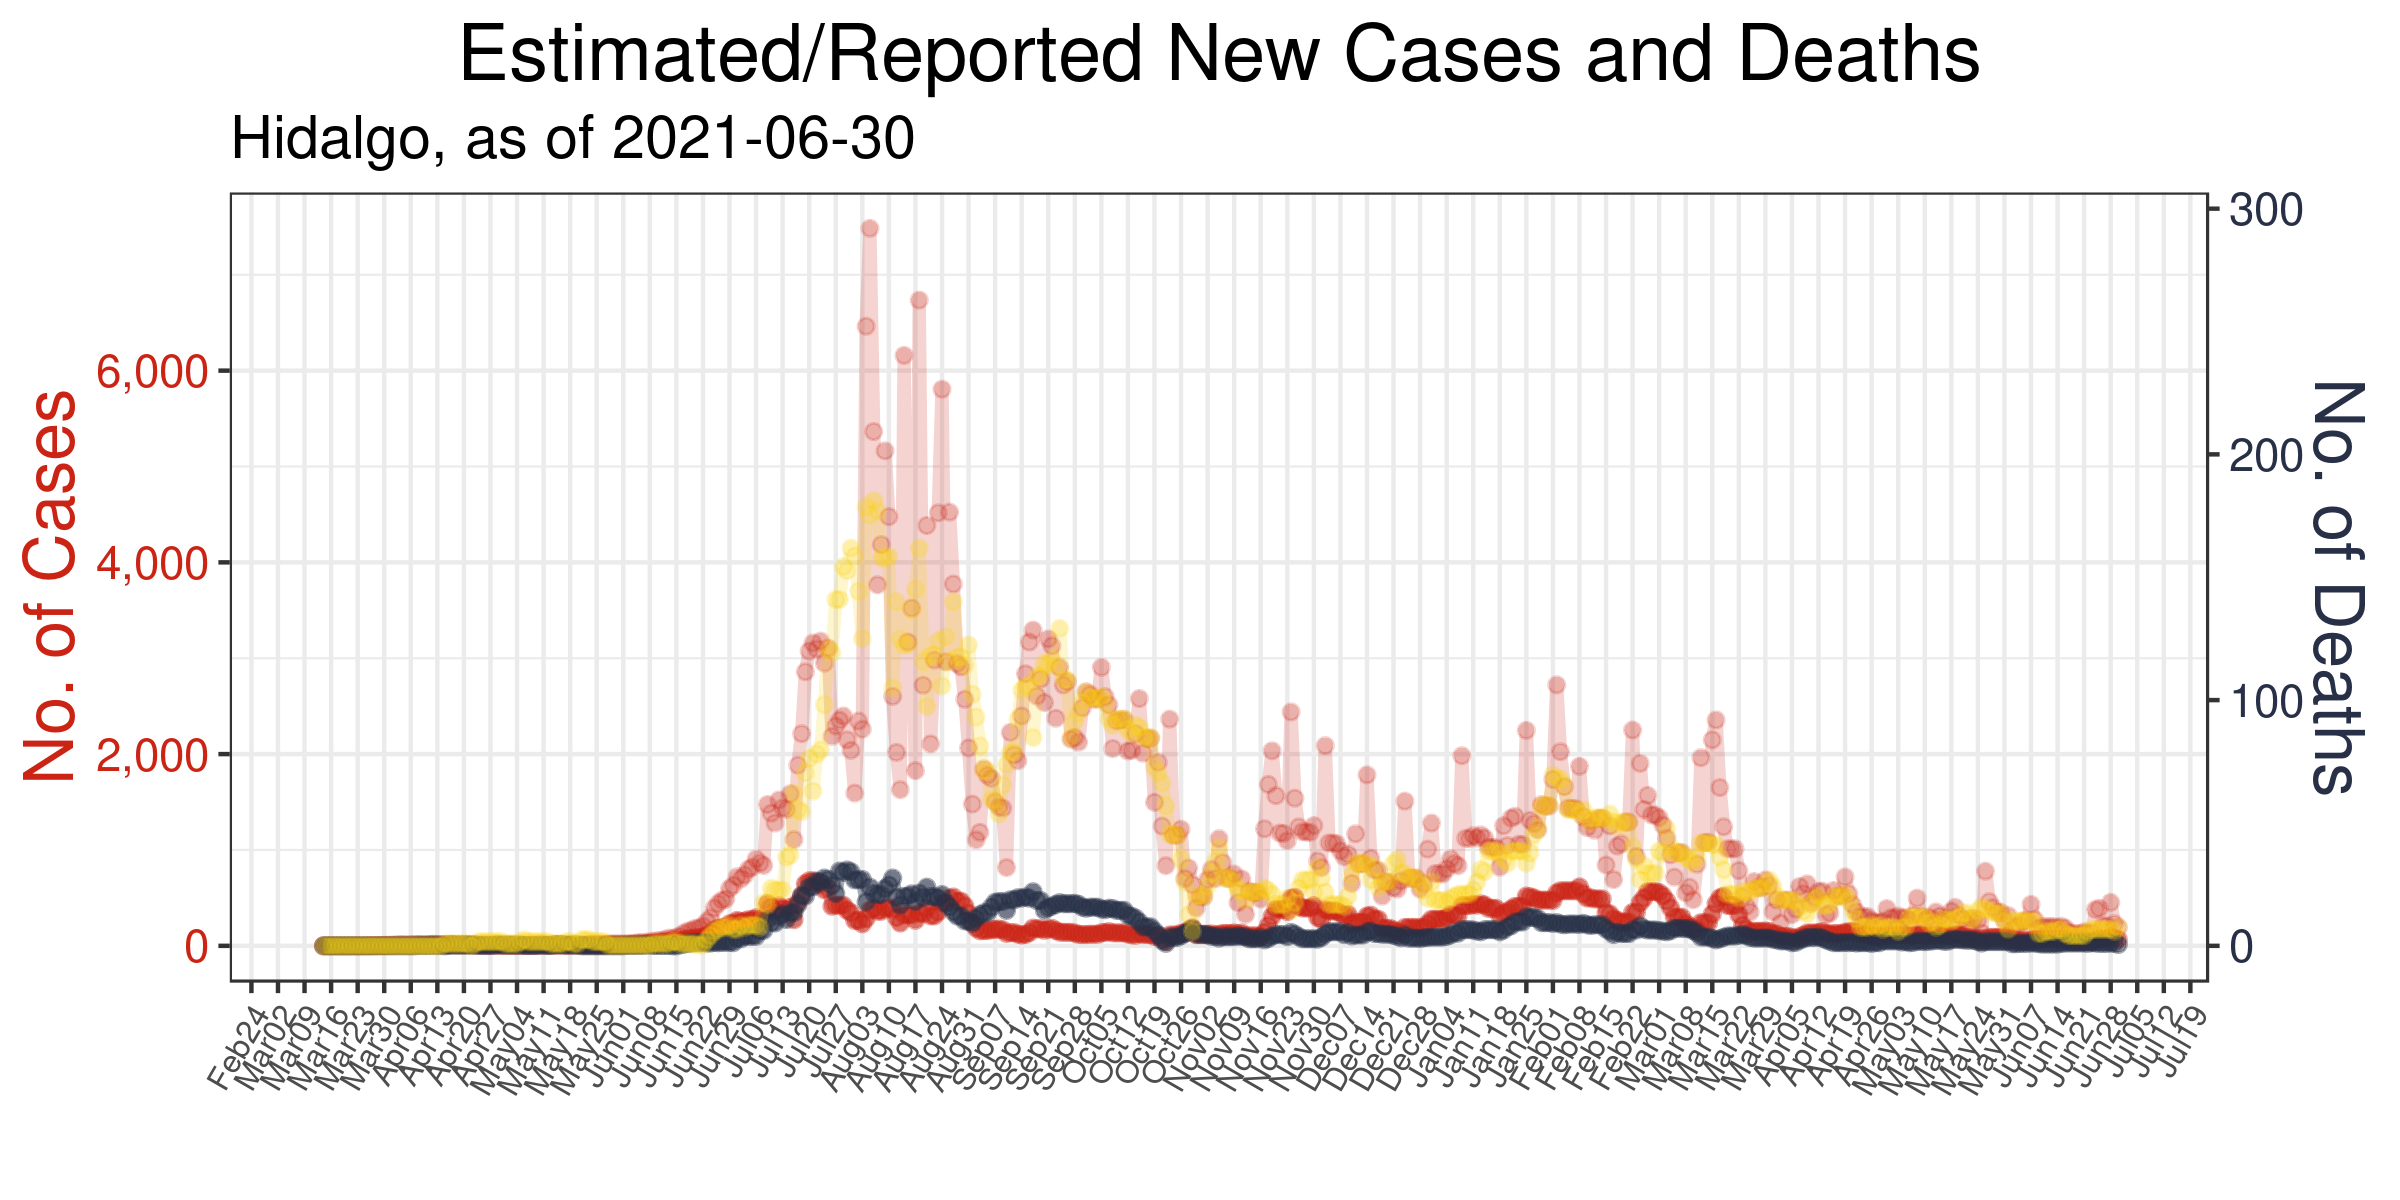 Estimated/Reported New Cases and Deaths
Hidalgo, as of 2021-06-30
No. of Cases
6,000
4,000
2,000
0
300
200
100
0
No. of Deaths
Feb24
Mar02
Mar09
Mar16
Mar23
Mar30
Apr06
Apr13
Apr20
Apr27
May04
May11
May18
May25
Jun01
Jun08
Jun15
Jun22
Jun29
Jul06
Jul13
Jul20
Jul27
Aug03
Aug10
Aug17
Aug24
Aug31
Sep07
Sep14
Sep21
Sep28
Oct05
Oct12
Oct19
Oct26
Nov02
Nov09
Nov16
Nov23
Nov30
Dec07
Dec14
Dec21
Dec28
Jan04
Jan11
Jan18
Jan25
Feb01
Feb08
Feb15
Feb22
Mar01
Mar08
Mar15
Mar22
Mar29
Apr05
Apr12
Apr19
Apr26
May03
May10
May17
May24
May31
Jun07
Jun14
Jun21
Jun28
Jul05
Jul12
Jul19